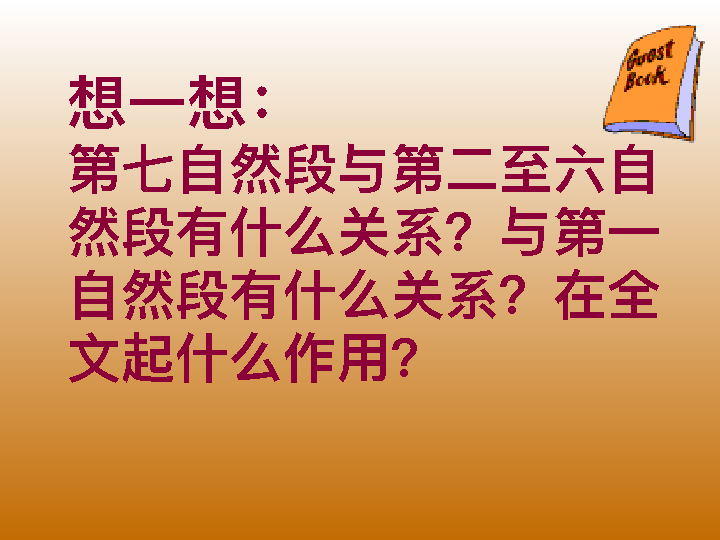 Guest
Book
想一想：
第七自然段与第二至六自
然段有什么关系？与第一
自然段有什么关系？在全
文起什么作用？